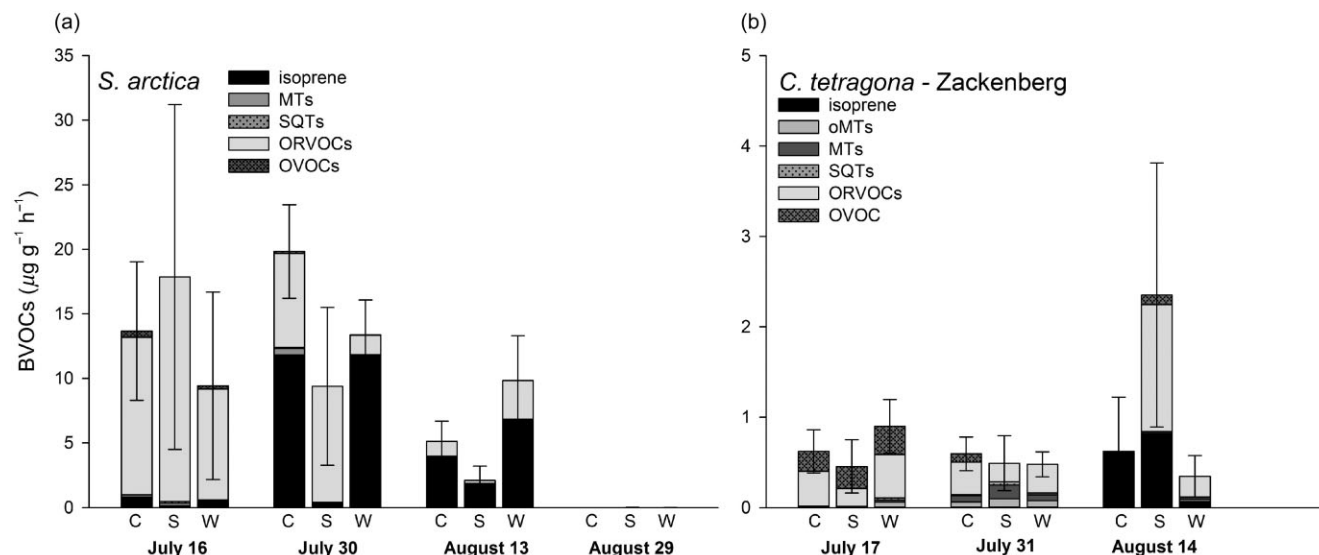 (a)
S. arctica
isoprene
MTs
SQTs
ORVOCs
OVOCs
BVOCs (µg g⁻¹ h⁻¹)
35
30
25
20
15
10
5
0
C S W C S W C S W C S W
July 16 July 30 August 13 August 29
(b)
C. tetragona - Zackenberg
isoprene
oMTs
MTs
SQTs
ORVOCs
OVOC
5
4
3
2
1
0
C S W C S W C S W
July 17 July 31 August 14